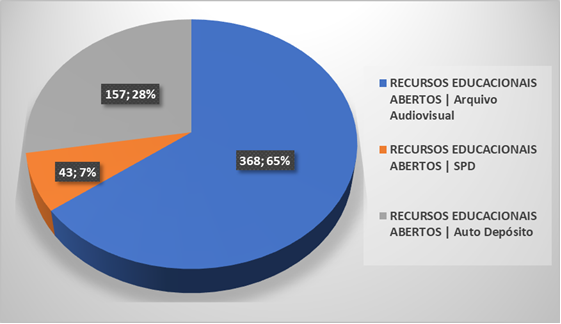 157; 28%
43; 7%
368; 65%
RECURSOS EDUCACIONAIS
ABERTOS | Arquivo
Audiovisual
RECURSOS EDUCACIONAIS
ABERTOS | SPD
RECURSOS EDUCACIONAIS
ABERTOS | Auto Depósito